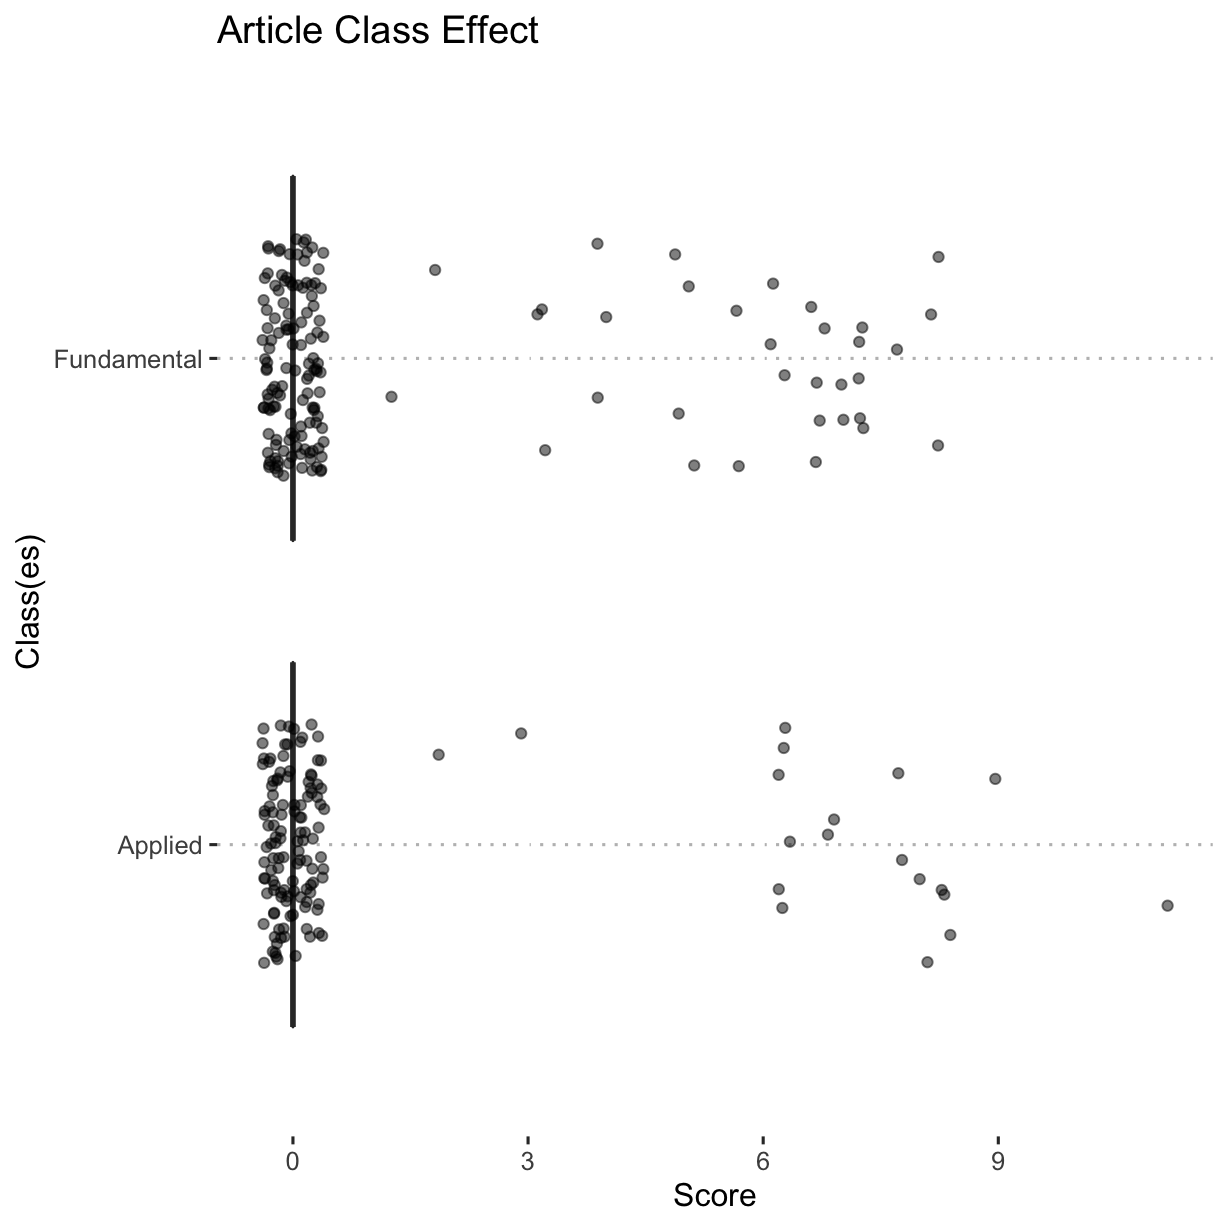 Article Class Effect
Fundamental
Class(es)
Applied
0 3 6 9
Score